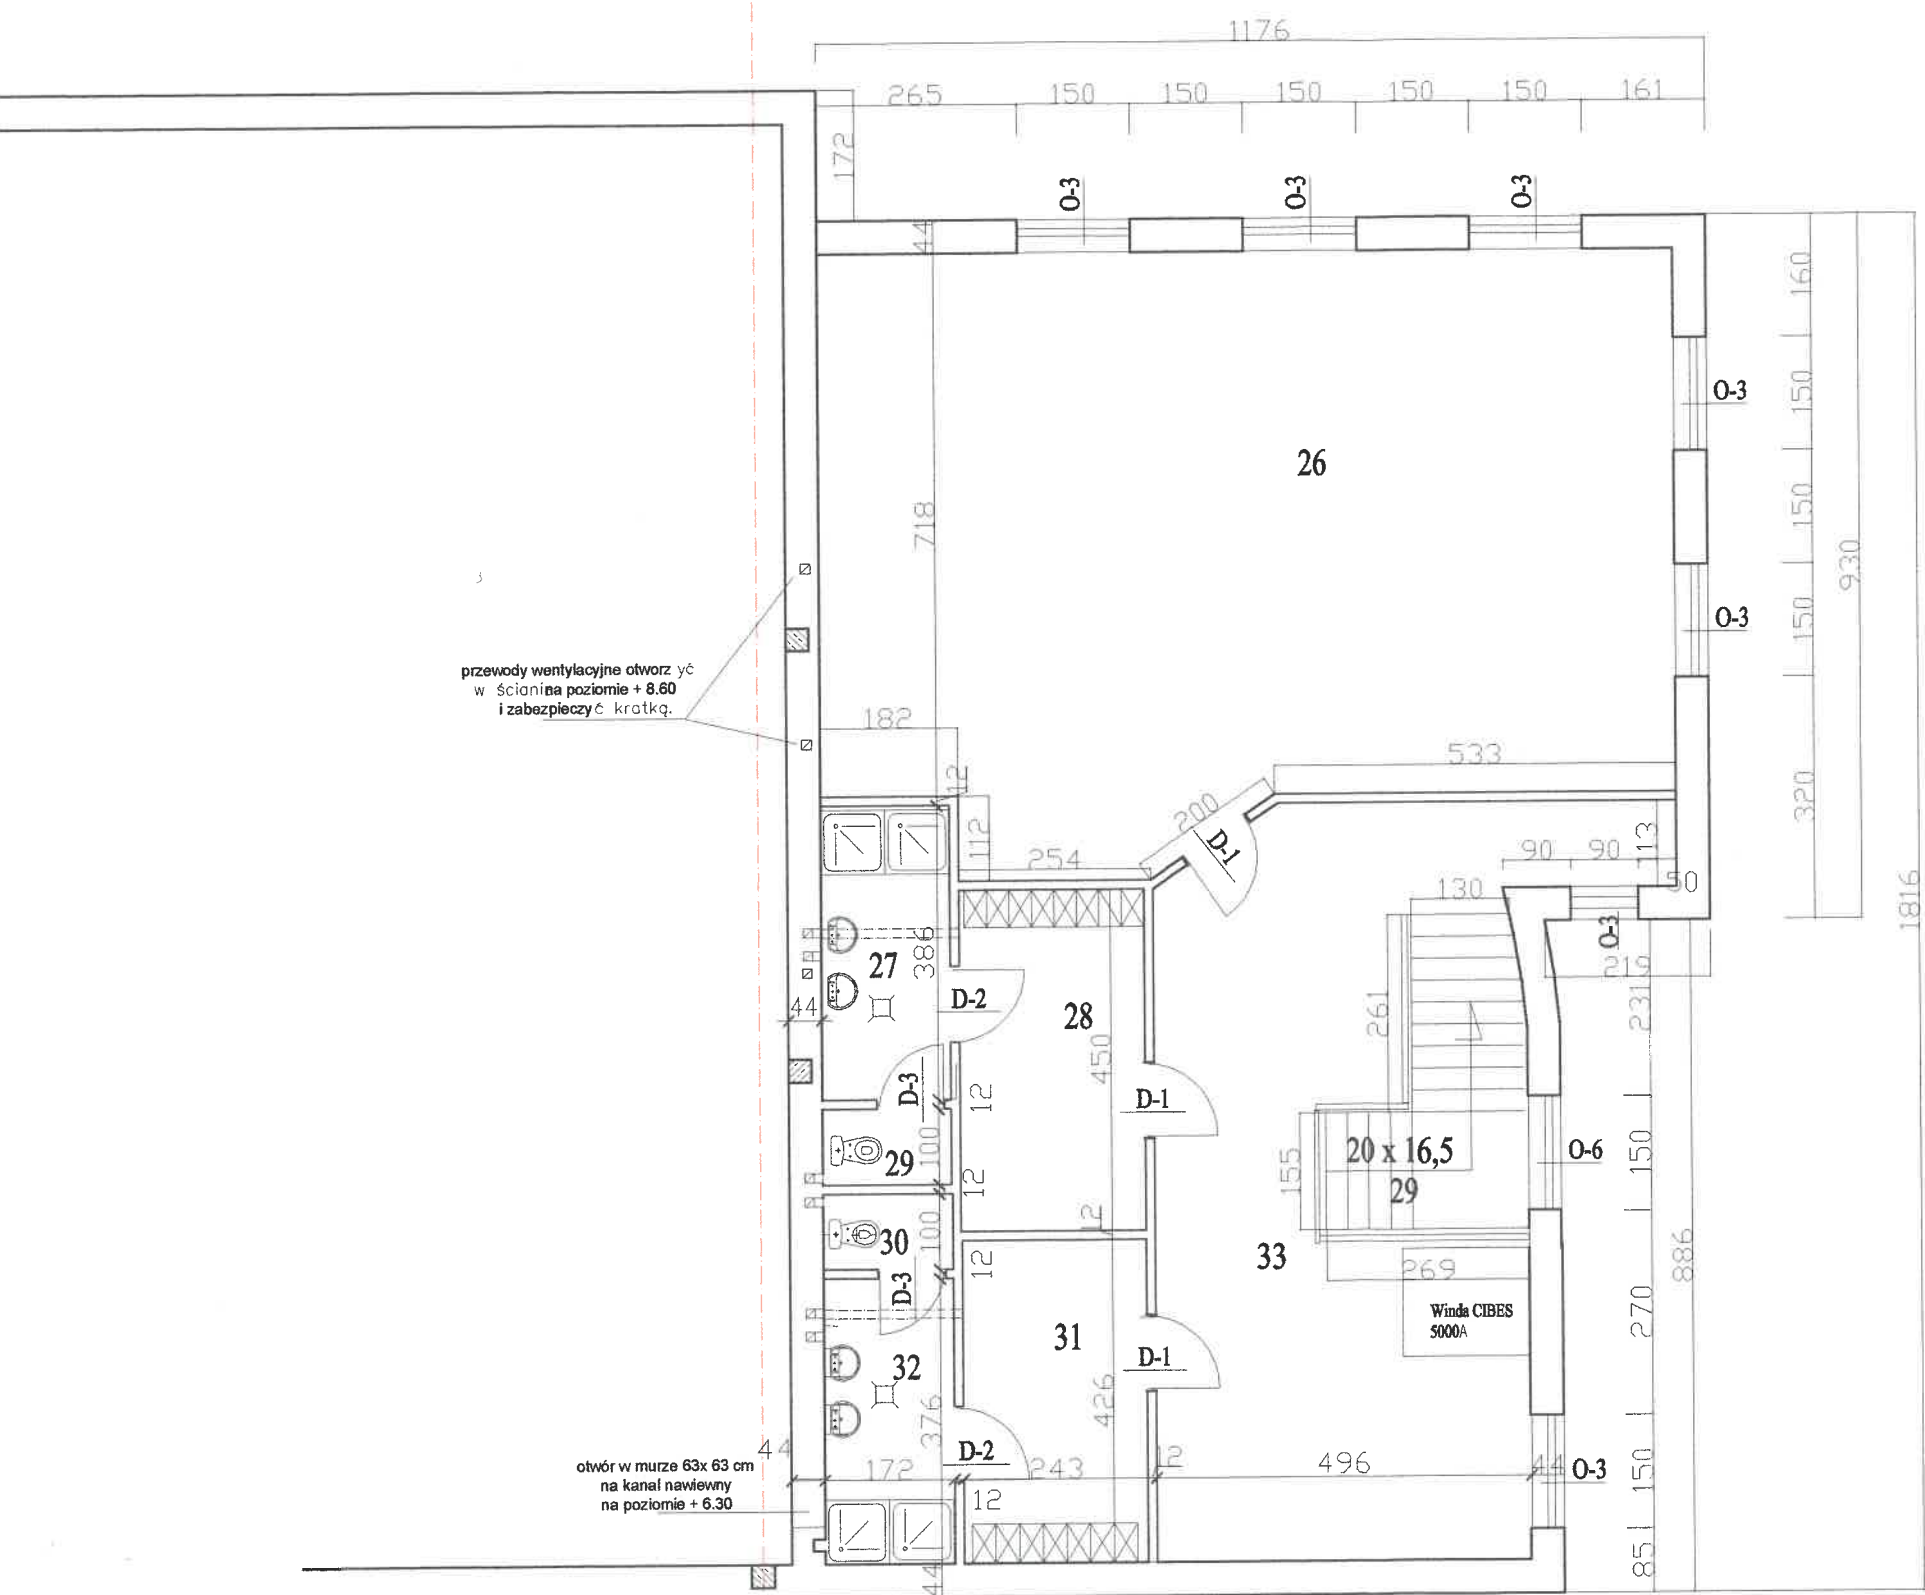 1176
265 150 150 150 150 150 161
172
O-3 O-3 O-3
44
160
150
150
150
320
930
1816
O-3
O-3
26
718
przewody wentylacyjne otworz yć
w ścianina poziomie + 8.60
i zabezpieczyć kratką.
182
12
112
533
200
D-1
254
90 90
113
50
130
O-3
219
231
27
386
44
D-2
28
450
261
D-3
12
D-1
29
100
12
155
20 x 16,5
29
O-6
150
30
100
12
12
33
269
886
D-3
Winda CIBES
5000A
270
31
D-1
32
376
426
44
D-2
172
243
12
496
44
O-3
150
otwór w murze 63x 63 cm
na kanał nawiewny
na poziomie + 6.30
12
85
44